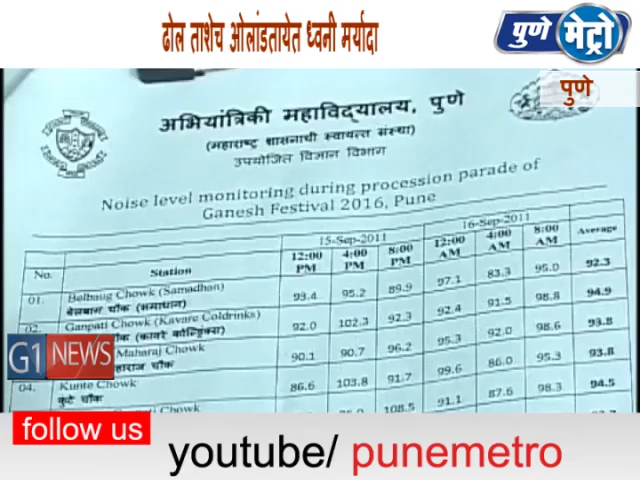 ढोल ताशेच ओलांडतायेत ध्वनी मर्यादा
पुणे मेट्रो
पुणे
अभियांत्रिकी महाविद्यालय, पुणे
(महाराष्ट्र शासनाची स्वायत्त संस्था)
उपयोजित विज्ञान विभाग
Noise level monitoring during procession parade of
Ganesh Festival 2016, Pune
15-Sep-2011 16-Sep-2011
No. Station 12:00 PM 4:00 PM 8:00 PM 12:00 AM 4:00 AM 8:00 AM Average
01. Belbaug Chowk (Samadhan) 93.4 95.2 89.9 97.1 83.3 95.0 92.3
बेलबाग चौक (समाधान)
02. Ganpati Chowk (Kavare Coldrinks) 92.0 102.3 92.3 92.4 91.5 98.8 94.9
चौक (कावरे कोल्ड्रिंक्स)
Maharaj Chowk 90.1 90.7 96.2 95.3 92.0 98.6 93.8
चौक
04. Kunte Chowk 86.6 103.8 91.7 99.6 86.0 95.3 93.8
कुंटे चौक
Chowk 108.5 91.1 87.6 98.3 94.5
G1 NEWS
follow us
youtube/ punemetro